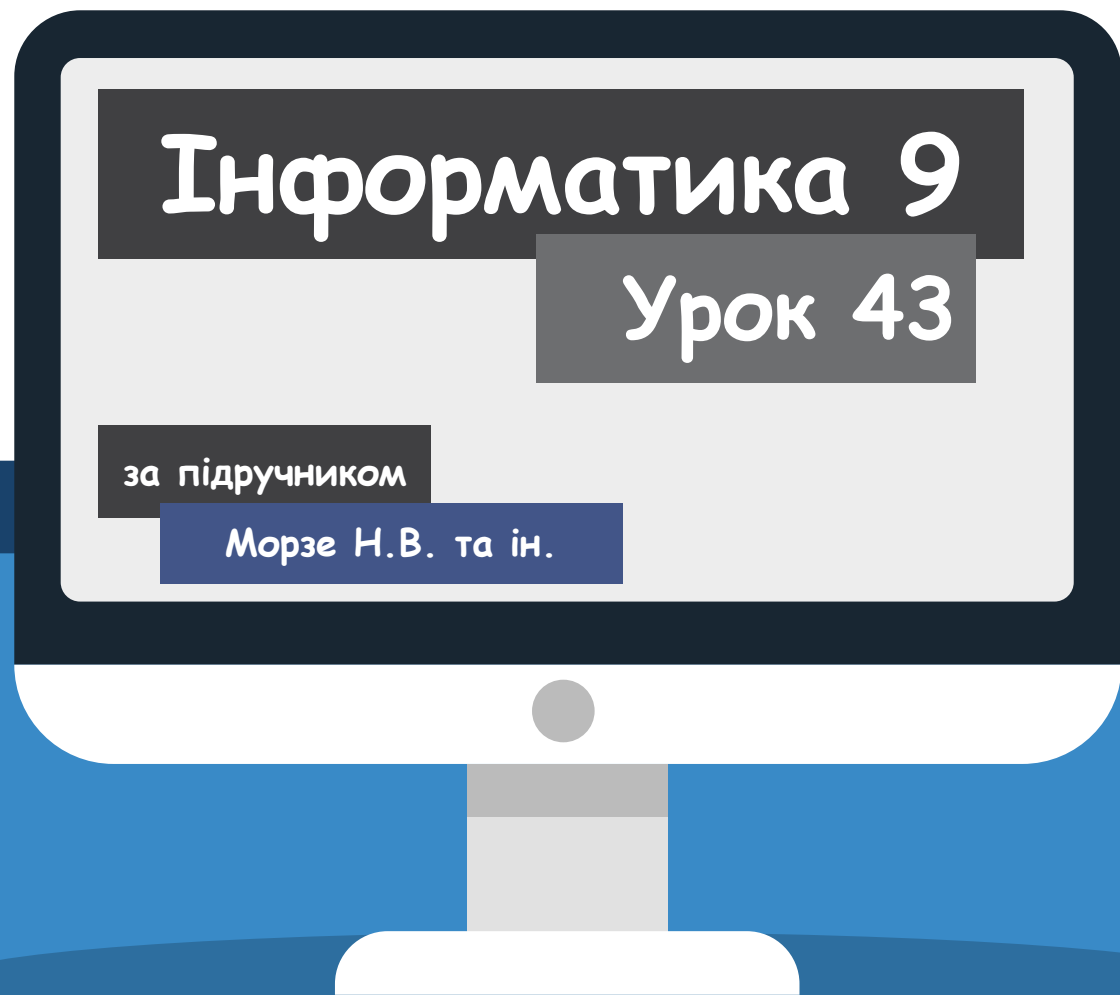 Інформатика 9
Урок 43
за підручником
Морзе Н.В. та ін.